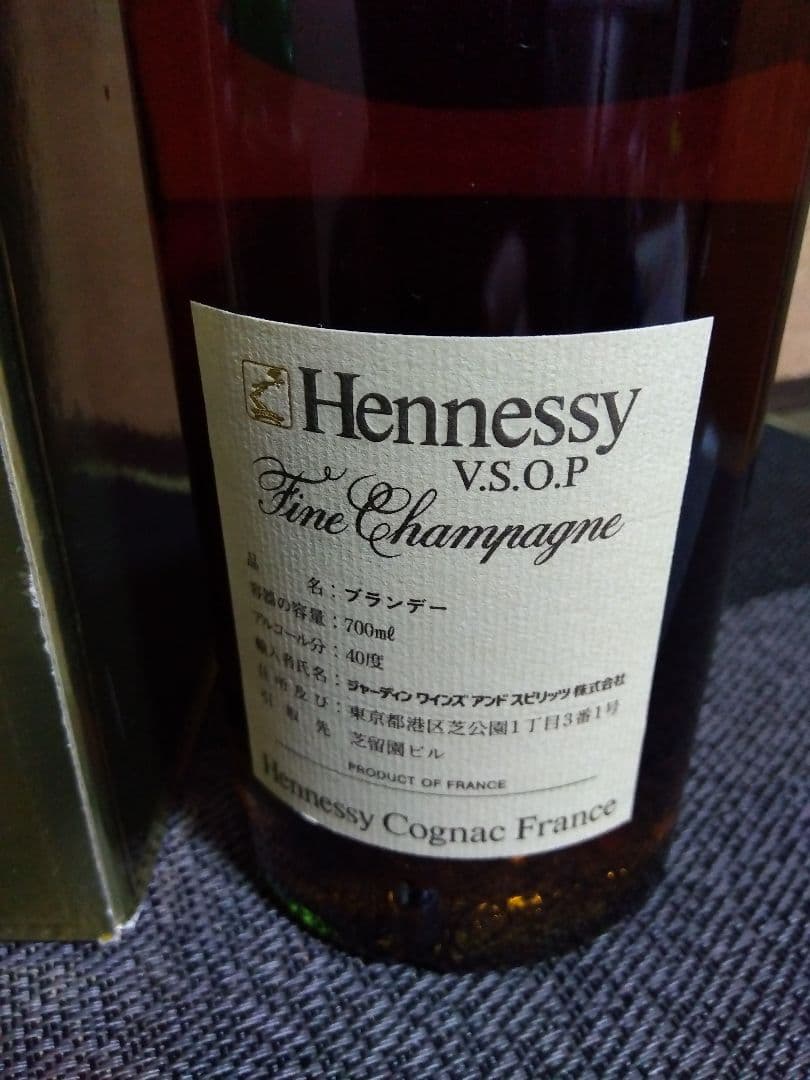 Hennessy
V.S.O.P
Fine Champagne
品名:ブランデー
容器の容量:700mℓ
アルコール分:40度
輸入者氏名:ジャーディン ワインズ アンド スピリッツ株式会社
住所及び:東京都港区芝公園1丁目3番1号
引取先 芝留園ビル
PRODUCT OF FRANCE
Hennessy Cognac France